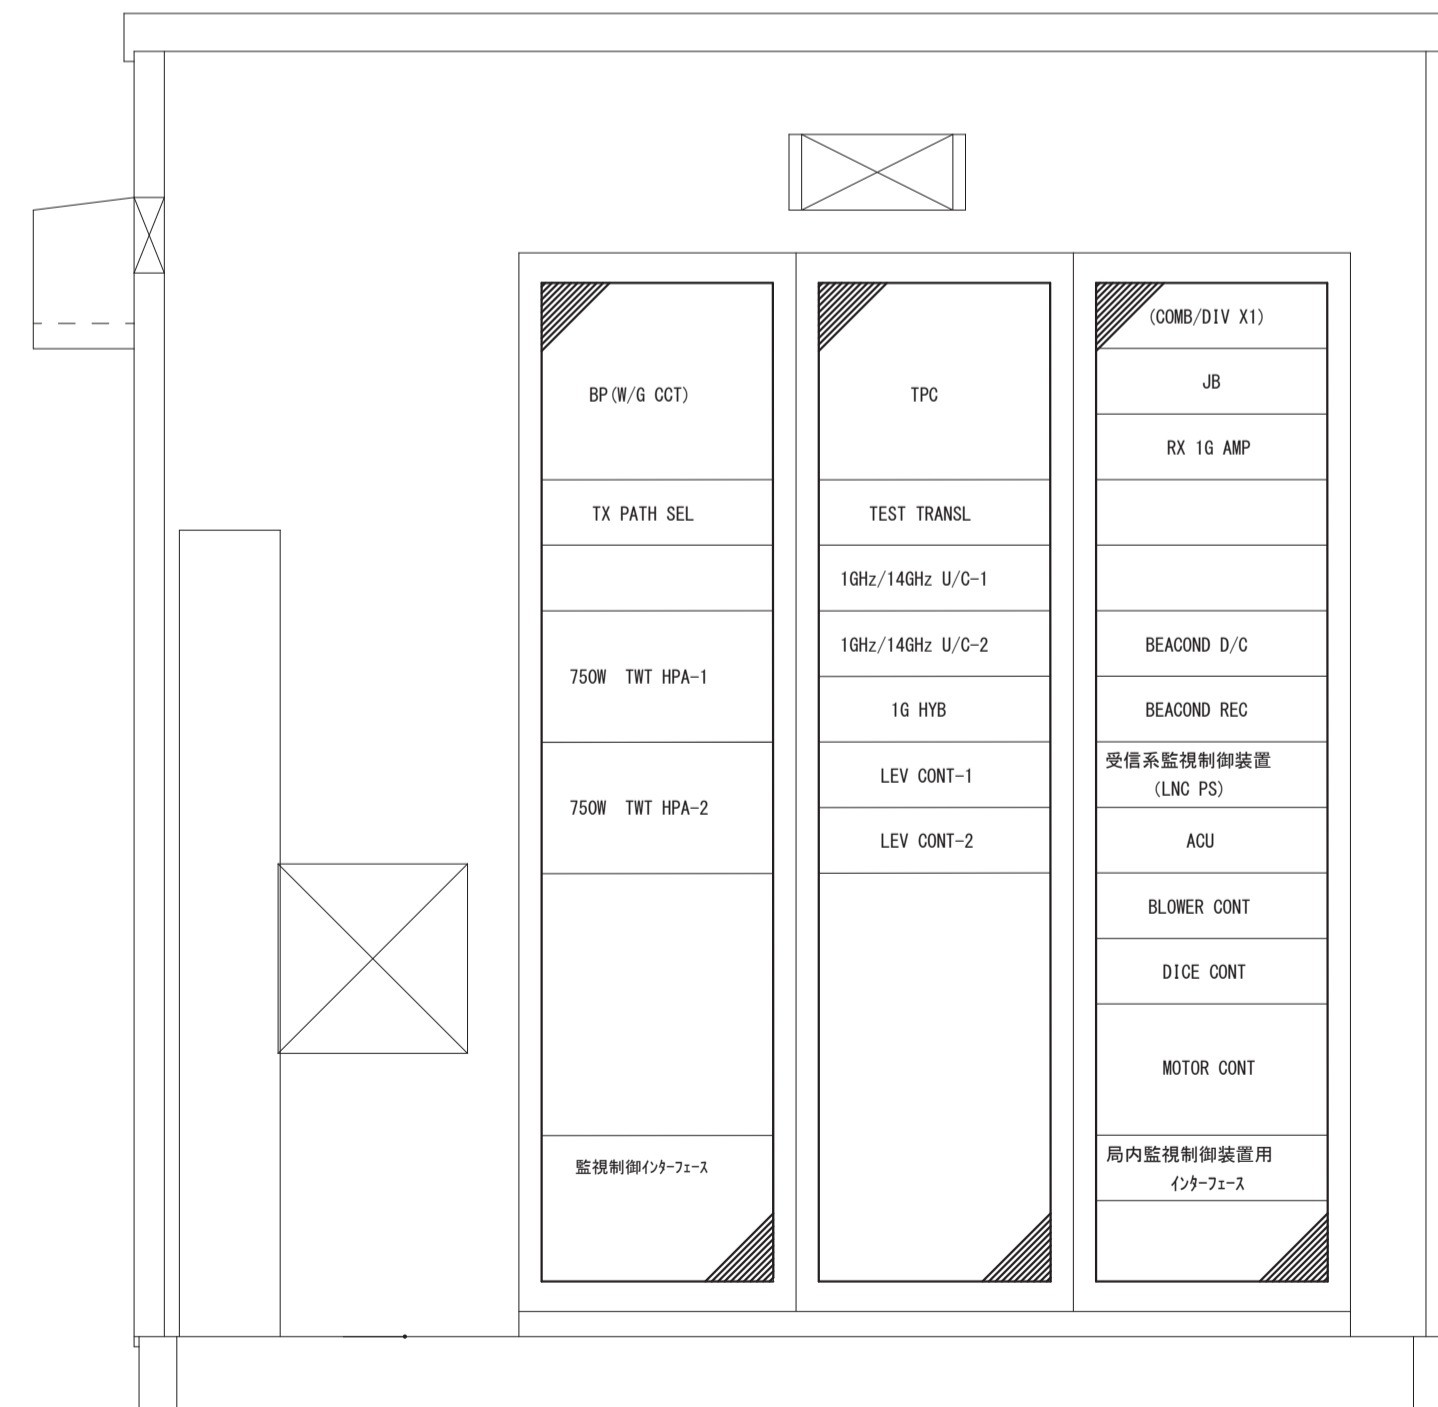 BP(W/G CCT)
TX PATH SEL
750W TWT HPA-1
750W TWT HPA-2
監視制御インターフェース
TPC
TEST TRANSL
1GHz/14GHz U/C-1
1GHz/14GHz U/C-2
1G HYB
LEV CONT-1
LEV CONT-2
(COMB/DIV X1)
JB
RX 1G AMP
BEACOND D/C
BEACOND REC
受信系監視制御装置
(LNC PS)
ACU
BLOWER CONT
DICE CONT
MOTOR CONT
局内監視制御装置用
インターフェース